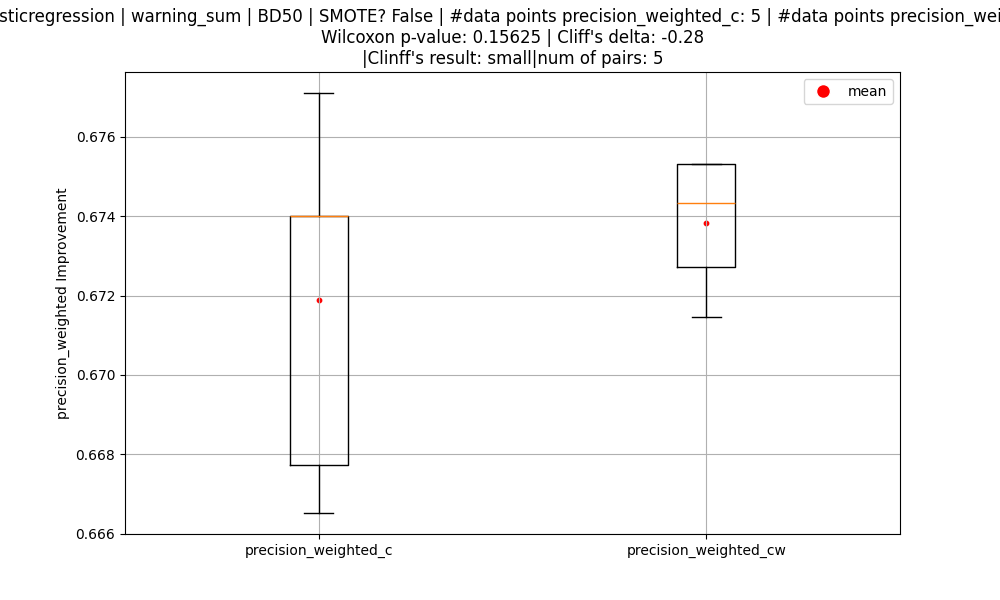 sticregression | warning_sum | BD50 | SMOTE? False | #data points precision_weighted_c: 5 | #data points precision_wei
Wilcoxon p-value: 0.15625 | Cliff's delta: -0.28
|Clinff's result: small|num of pairs: 5
mean
0.676
0.674
0.672
0.670
0.668
0.666
precision_weighted Improvement
precision_weighted_c
precision_weighted_cw